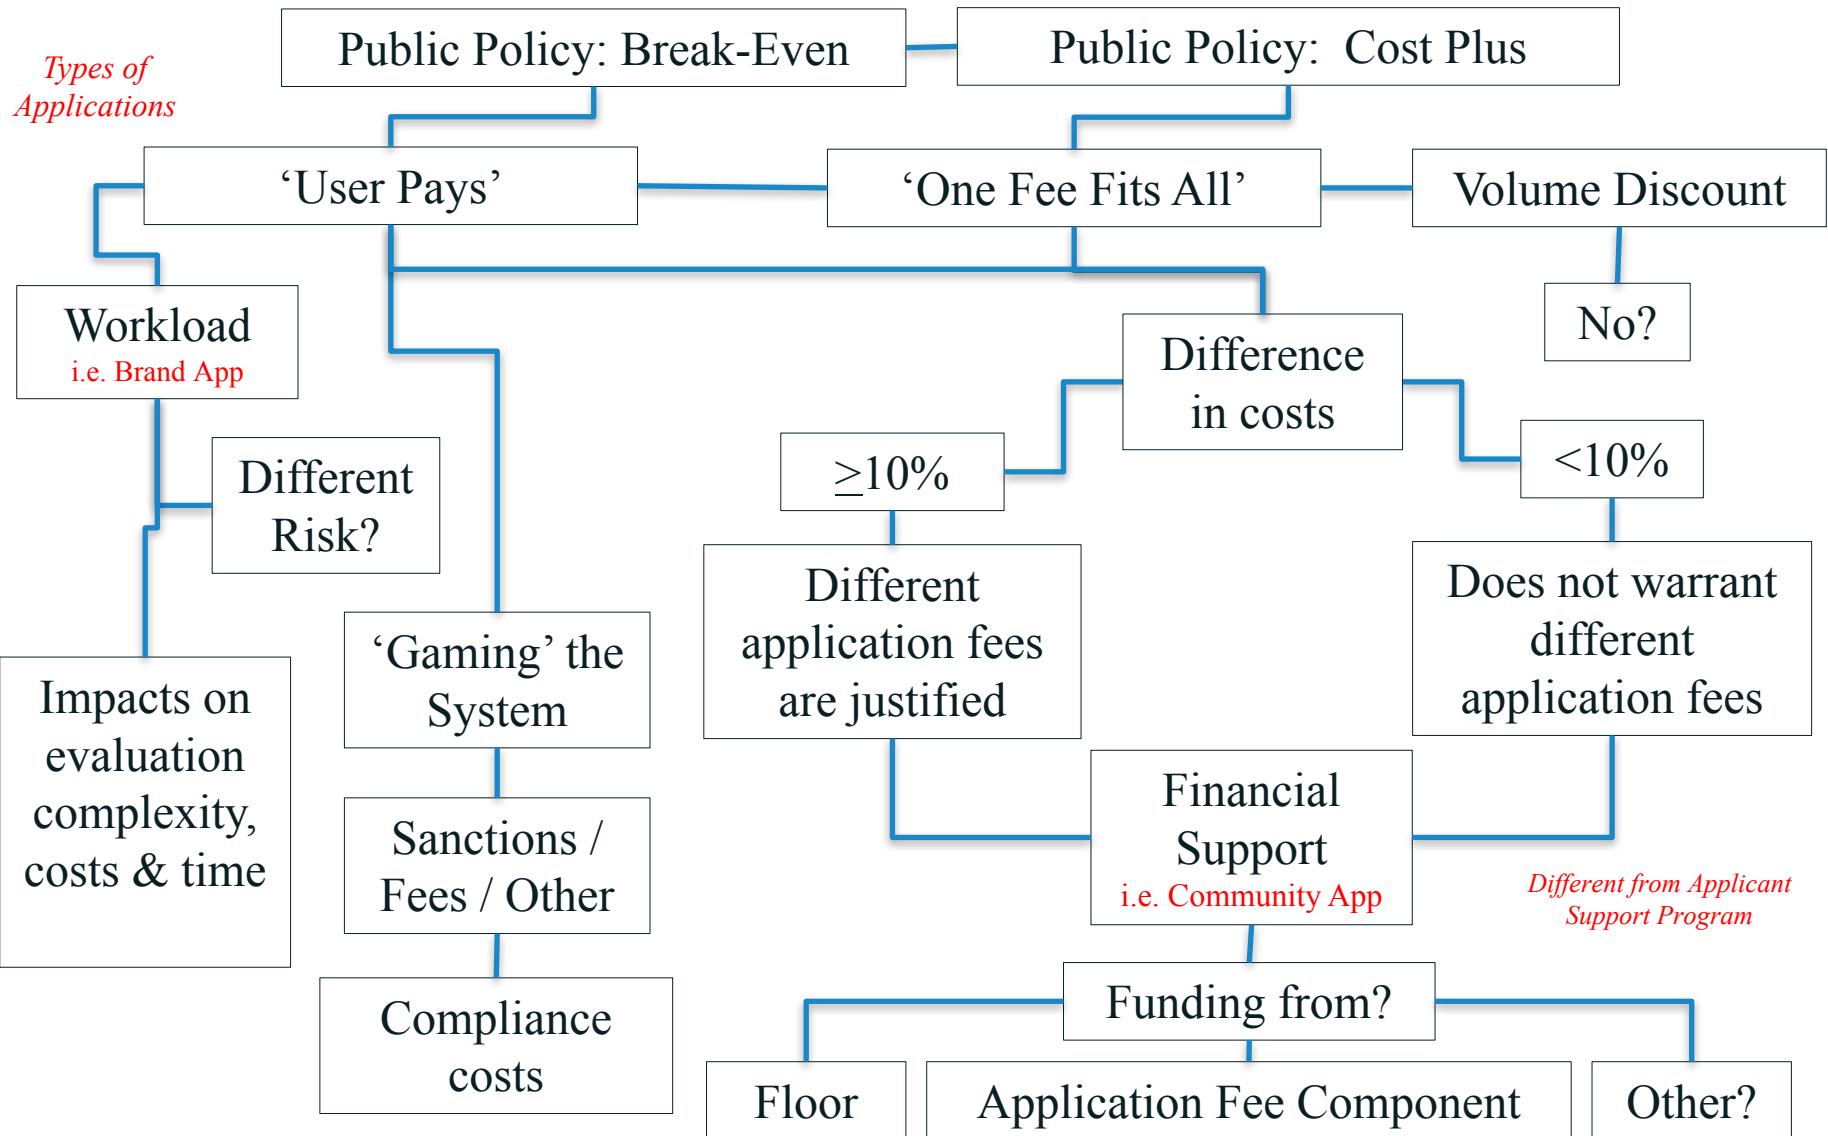 Public Policy: Break-Even
Public Policy:  Cost Plus
Types of
Applications
‘User Pays’
‘One Fee Fits All’
Volume Discount
Workload
i.e. Brand App
No?
Difference
in costs
Different
Risk?
≥10%
<10%
Different
application fees
are justified
Does not warrant
different
application fees
‘Gaming’ the
System
Impacts on
evaluation
complexity,
costs & time
Financial
Support
i.e. Community App
Sanctions /
Fees / Other
Different from Applicant
Support Program
Compliance
costs
Funding from?
Floor
Application Fee Component
Other?